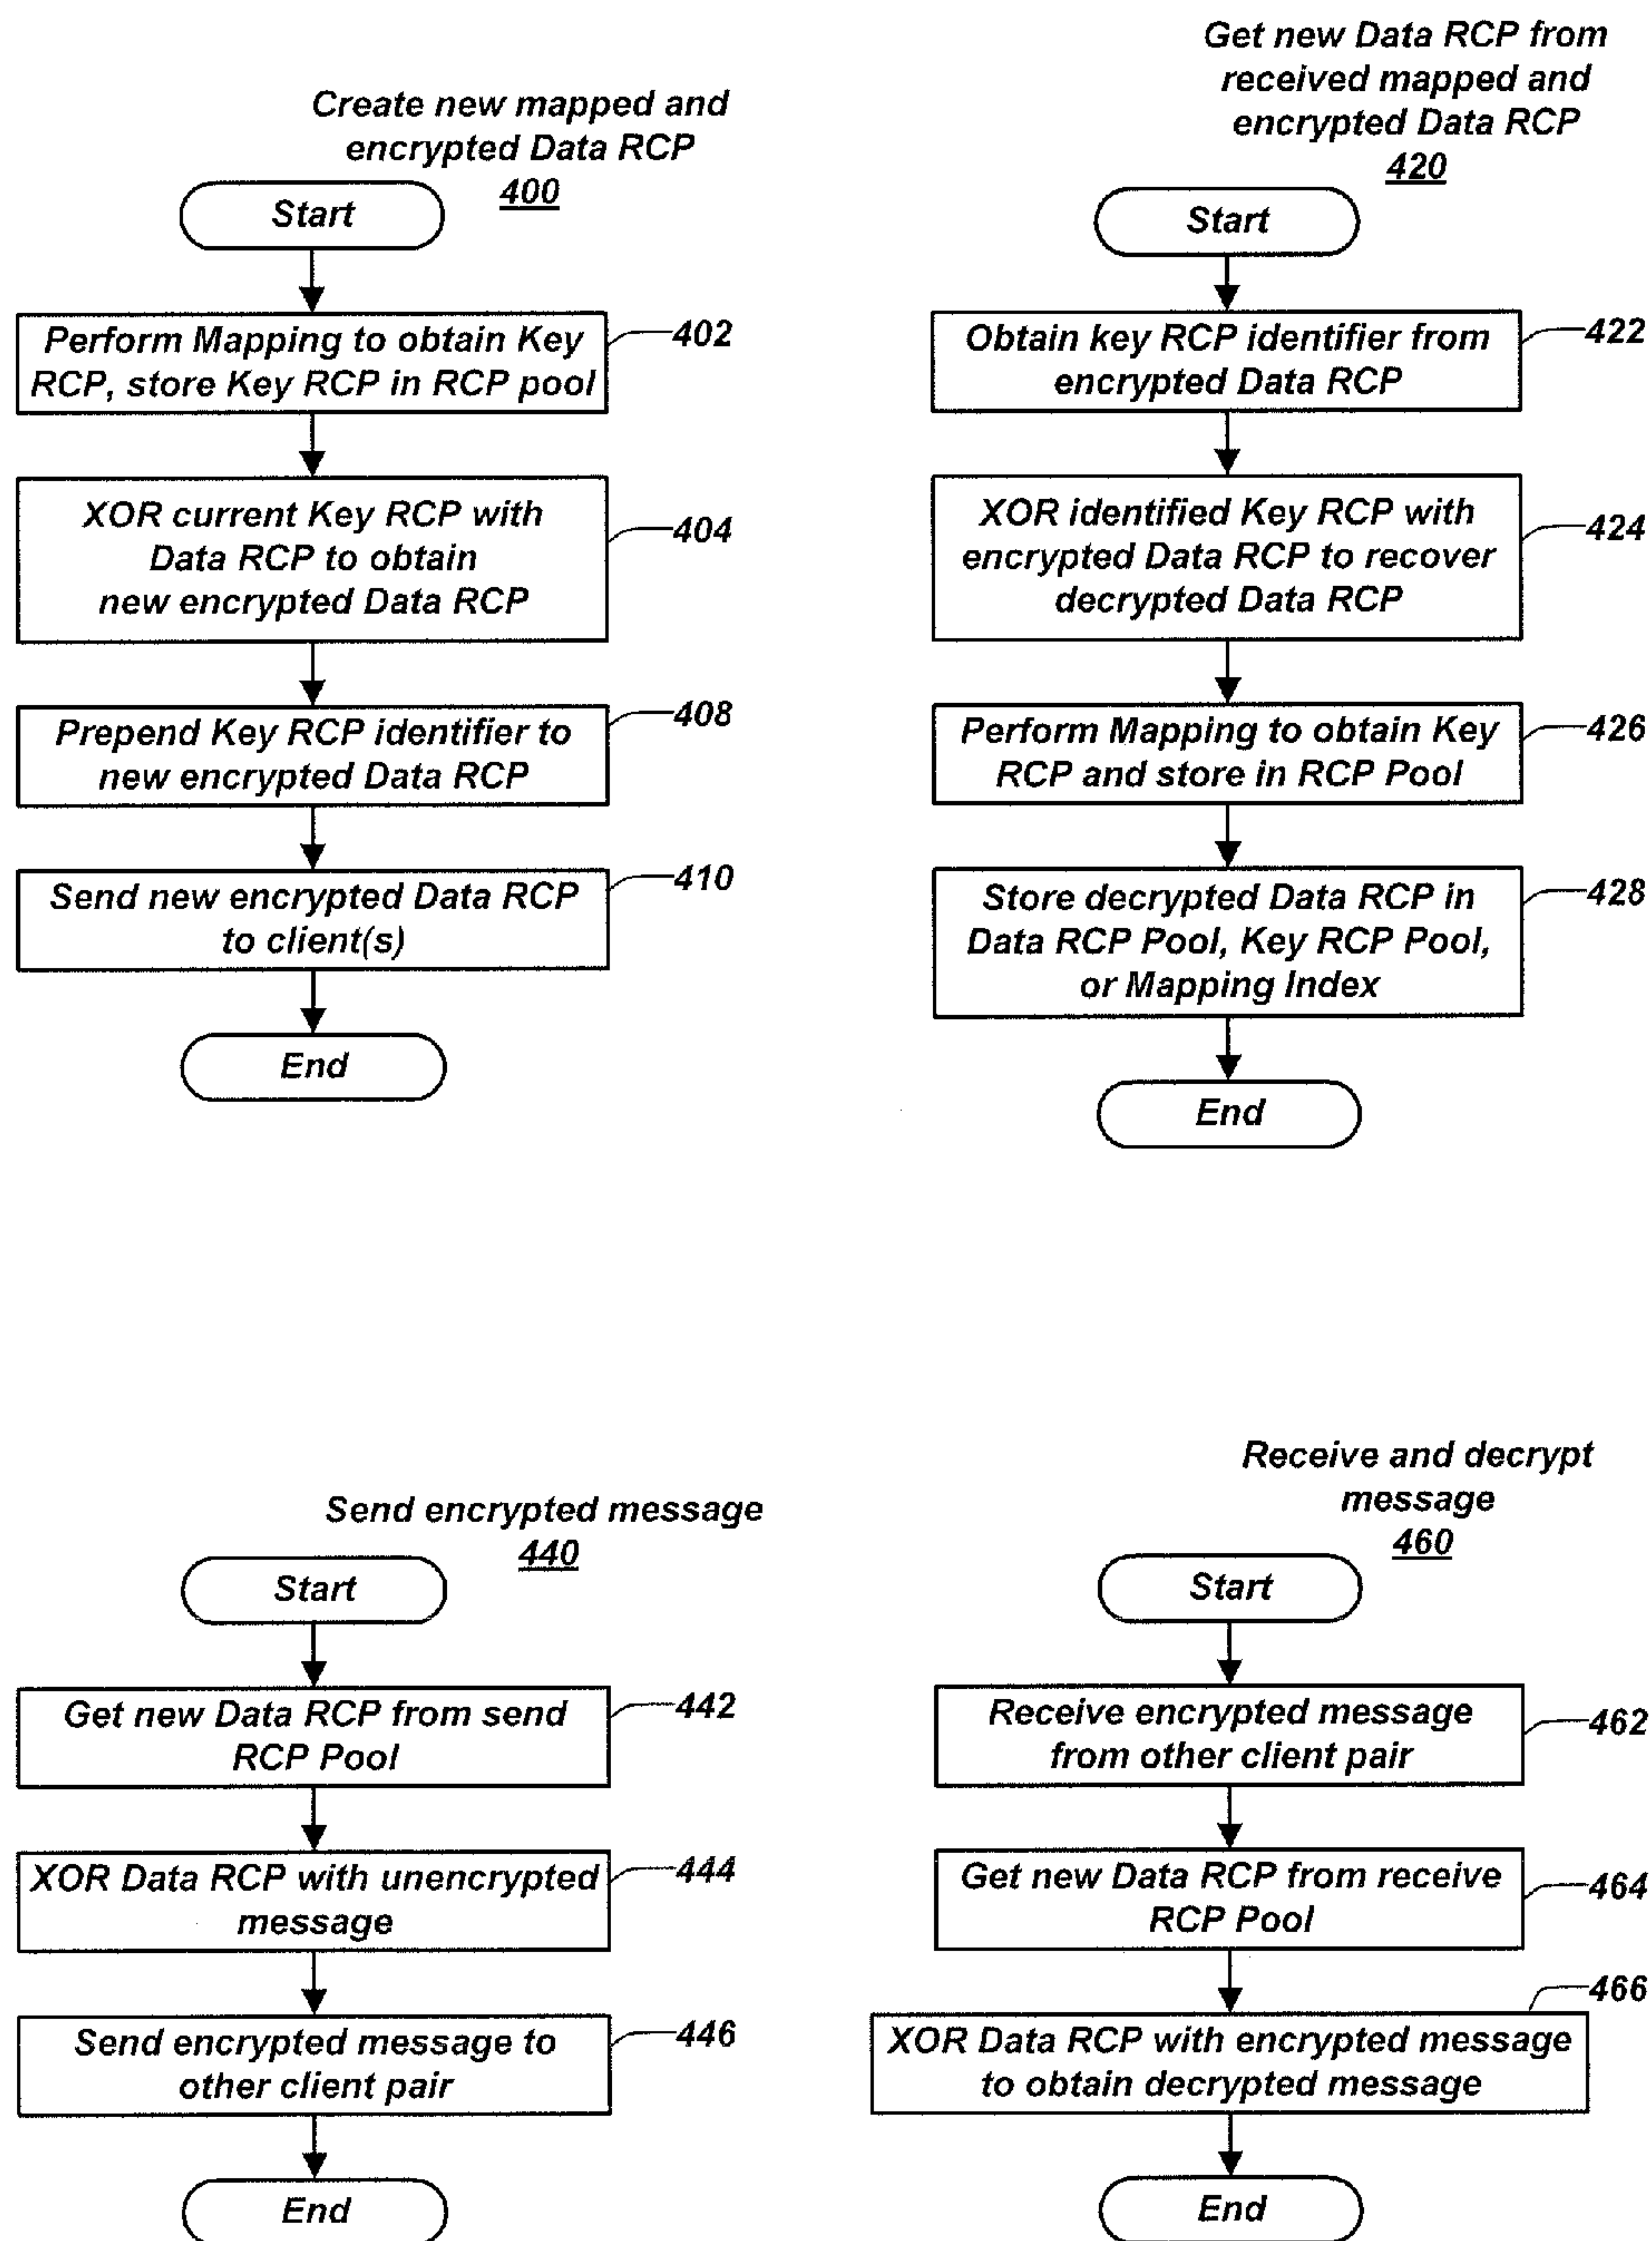 Create new mapped and
encrypted Data RCP
400
Start
Perform Mapping to obtain Key
RCP, store Key RCP in RCP pool
402
XOR current Key RCP with
Data RCP to obtain
new encrypted Data RCP
404
Prepend Key RCP identifier to
new encrypted Data RCP
408
Send new encrypted Data RCP
to client(s)
410
End
Get new Data RCP from
received mapped and
encrypted Data RCP
420
Start
Obtain key RCP identifier from
encrypted Data RCP
422
XOR identified Key RCP with
encrypted Data RCP to recover
decrypted Data RCP
424
Perform Mapping to obtain Key
RCP and store in RCP Pool
426
Store decrypted Data RCP in
Data RCP Pool, Key RCP Pool,
or Mapping Index
428
End
Send encrypted message
440
Start
Get new Data RCP from send
RCP Pool
442
XOR Data RCP with unencrypted
message
444
Send encrypted message to
other client pair
446
End
Receive and decrypt
message
460
Start
Receive encrypted message
from other client pair
462
Get new Data RCP from receive
RCP Pool
464
466
XOR Data RCP with encrypted message
to obtain decrypted message
End